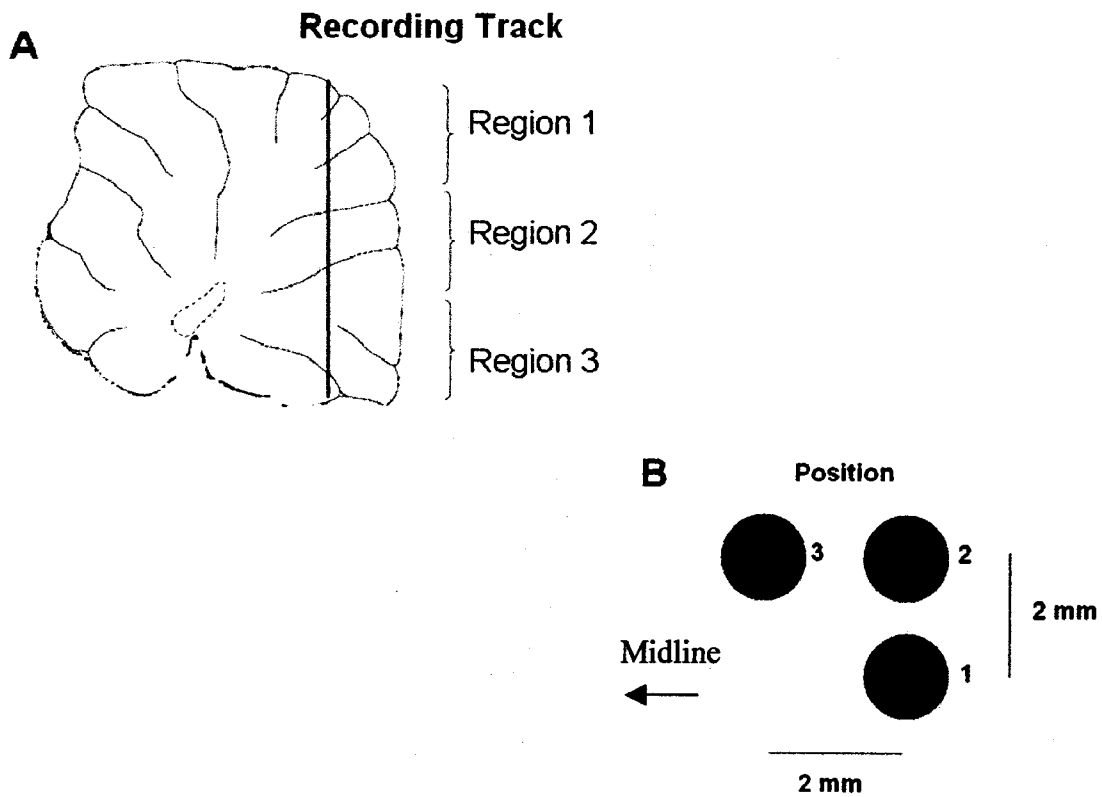 A
Recording Track
Region 1
Region 2
Region 3
B
Position
3
2
2 mm
Midline
1
2 mm